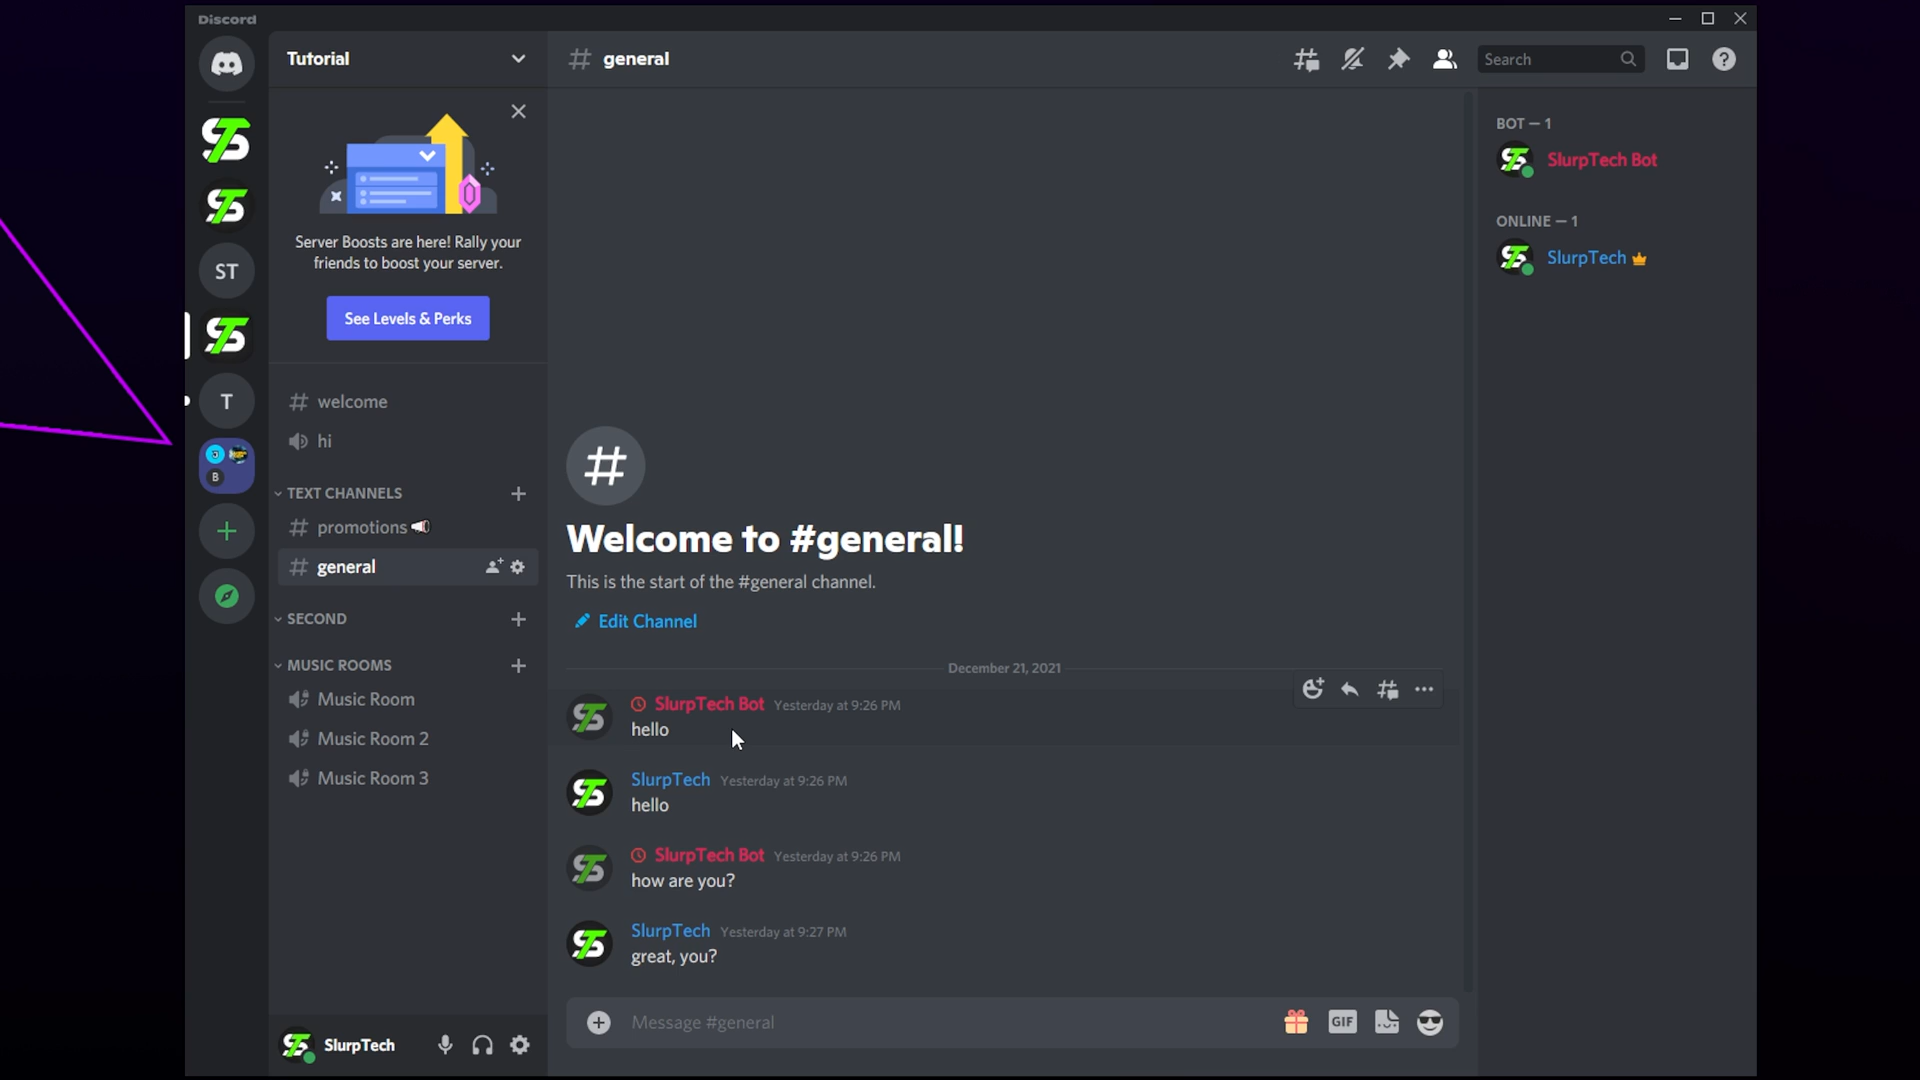 Discord
Tutorial
general
Search
Server Boosts are here! Rally your
friends to boost your server.
See Levels & Perks
ST
T
B
welcome
hi
TEXT CHANNELS
promotions
general
SECOND
MUSIC ROOMS
Music Room
Music Room 2
Music Room 3
SlurpTech
Welcome to #general!
This is the start of the #general channel.
Edit Channel
December 21, 2021
SlurpTech Bot Yesterday at 9:26 PM
hello
SlurpTech Yesterday at 9:26 PM
hello
SlurpTech Bot Yesterday at 9:26 PM
how are you?
SlurpTech Yesterday at 9:27 PM
great, you?
Message #general
GIF
BOT — 1
SlurpTech Bot
ONLINE — 1
SlurpTech